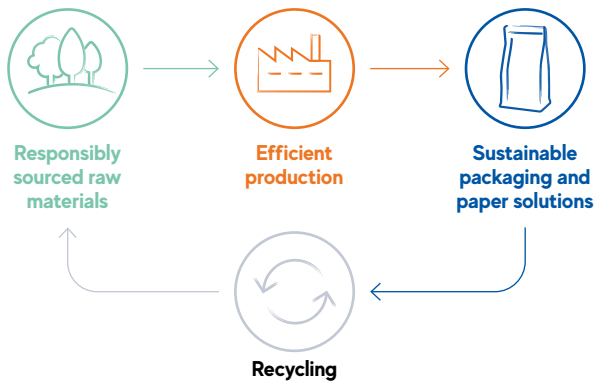 Responsibly
sourced raw
materials
Efficient
production
Sustainable
packaging and
paper solutions
Recycling